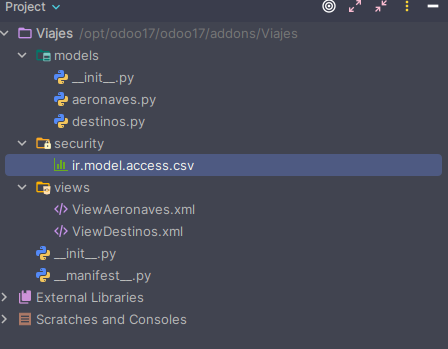 Project
Viajes /opt/odoo17/odoo17/addons/Viajes
models
__init__.py
aeronaves.py
destinos.py
security
ir.model.access.csv
views
ViewAeronaves.xml
ViewDestinos.xml
__init__.py
__manifest__.py
External Libraries
Scratches and Consoles